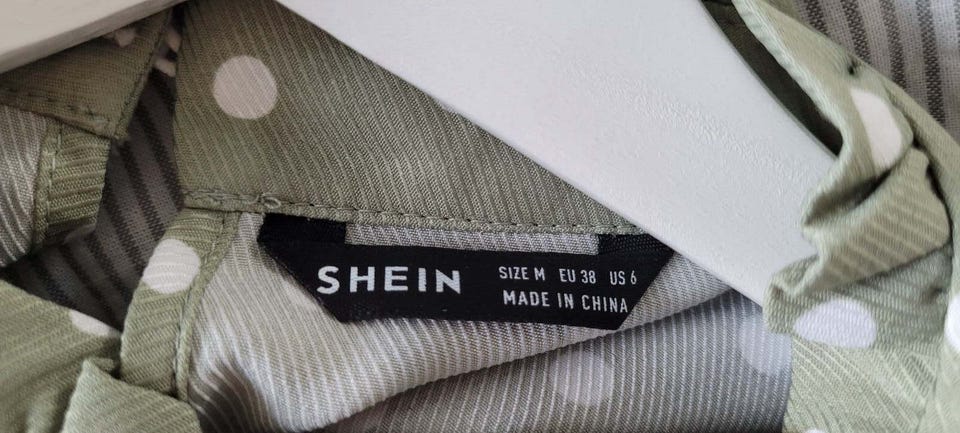 SHEIN
SIZE M EU 38 US 6
MADE IN CHINA